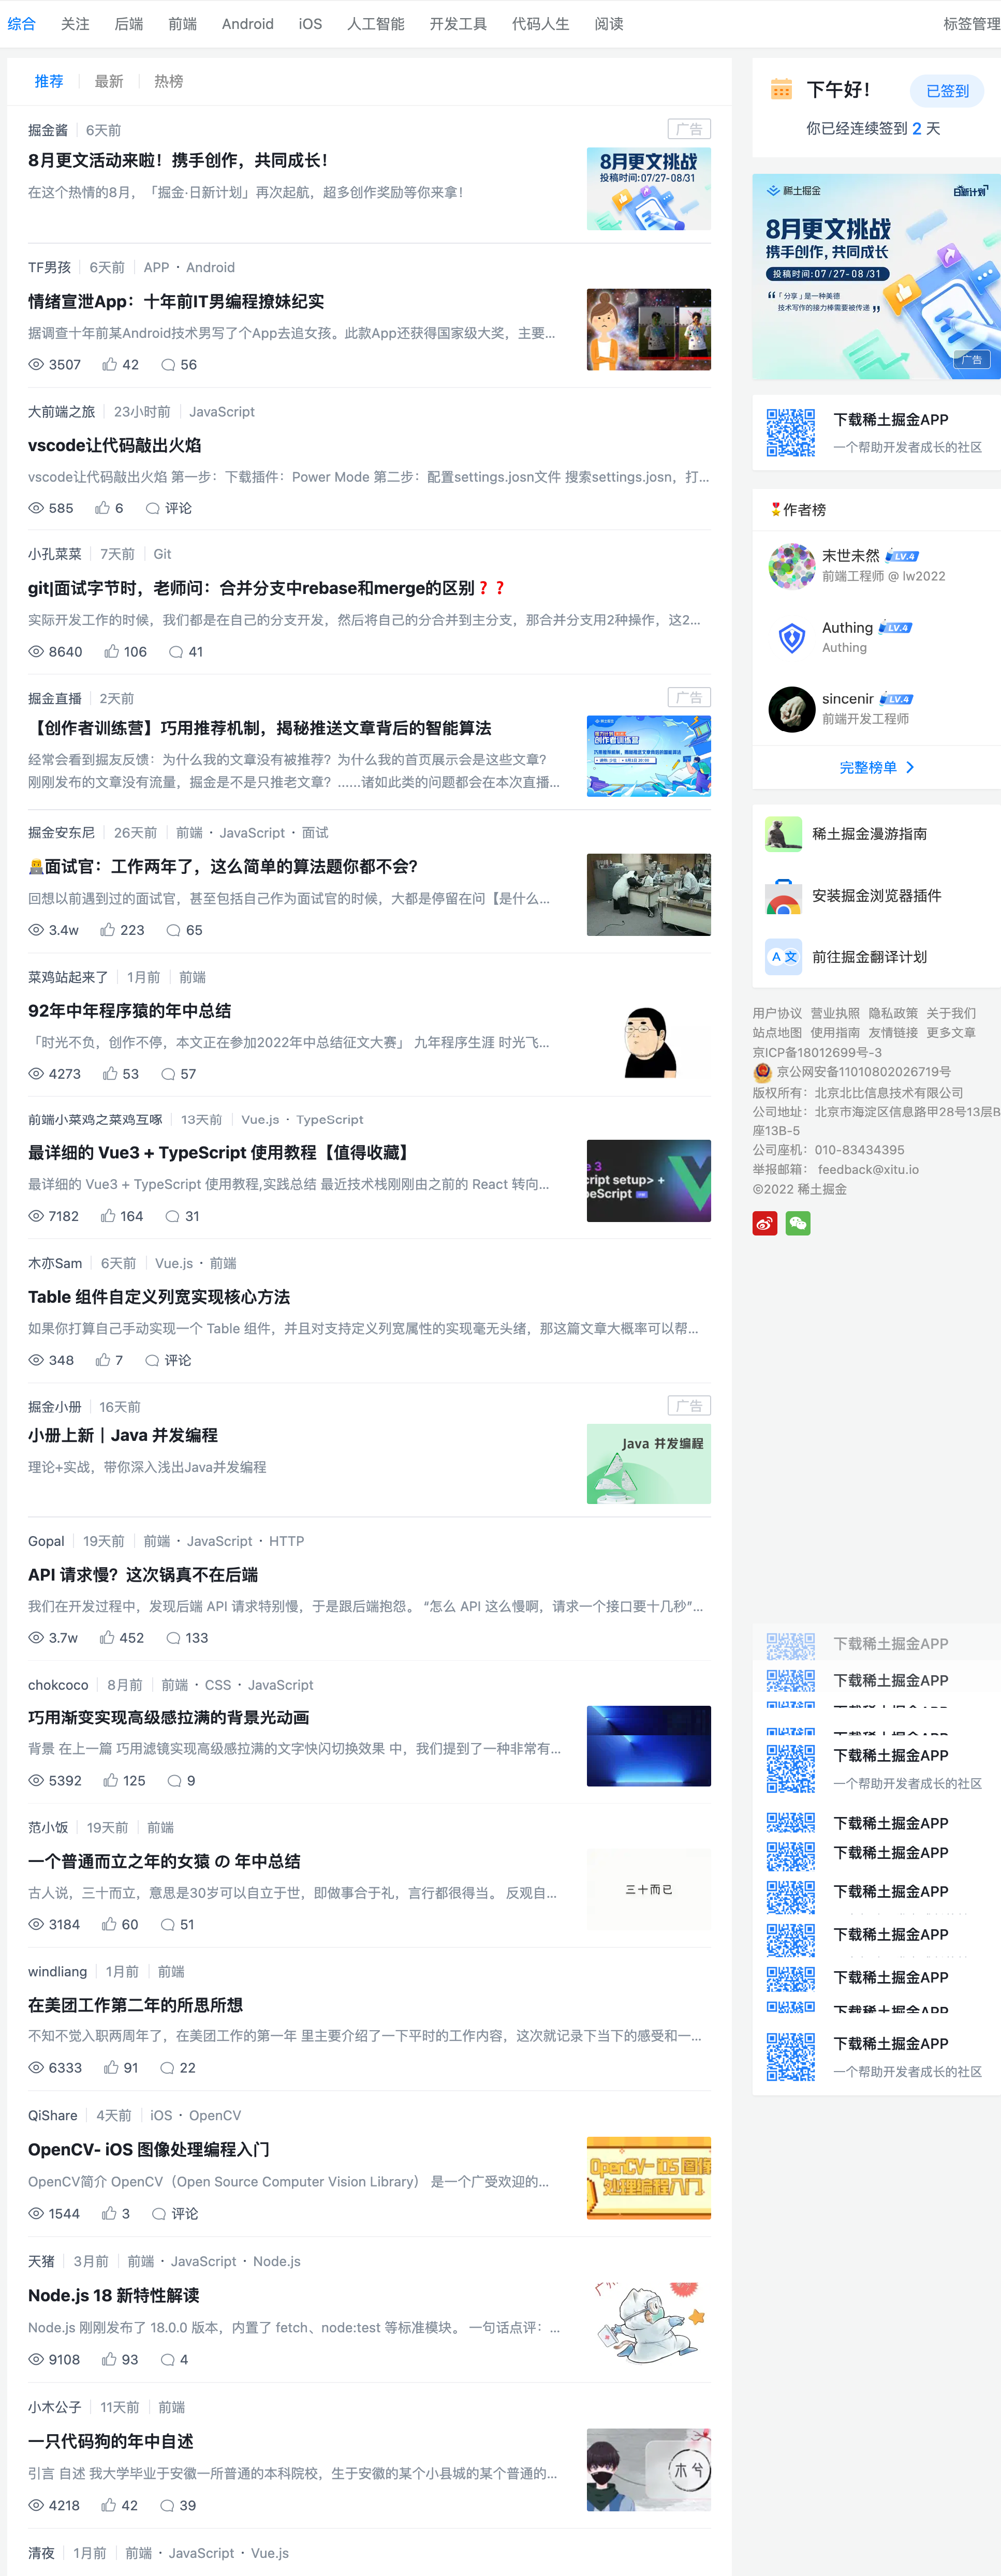 综合 关注 后端 前端 Android iOS 人工智能 开发工具 代码人生 阅读 标签管理
推荐 最新 热榜
掘金酱 6天前 广告
8月更文活动来啦！携手创作，共同成长！
在这个热情的8月，「掘金·日新计划」再次起航，超多创作奖励等你来拿！
8月更文挑战
投稿时间:07/27-08/31
TF男孩 6天前 APP · Android
情绪宣泄App：十年前IT男编程撩妹纪实
据调查十年前某Android技术男写了个App去追女孩。此款App还获得国家级大奖，主要...
3507 42 56
大前端之旅 23小时前 JavaScript
vscode让代码敲出火焰
vscode让代码敲出火焰 第一步：下载插件：Power Mode 第二步：配置settings.josn文件 搜索settings.josn，打...
585 6 评论
小孔菜菜 7天前 Git
git|面试字节时，老师问：合并分支中rebase和merge的区别❓❓
实际开发工作的时候，我们都是在自己的分支开发，然后将自己的分合并到主分支，那合并分支用2种操作，这2...
8640 106 41
掘金直播 2天前 广告
【创作者训练营】巧用推荐机制，揭秘推送文章背后的智能算法
经常会看到掘友反馈：为什么我的文章没有被推荐？为什么我的首页展示会是这些文章？
刚刚发布的文章没有流量，掘金是不是只推老文章？……诸如此类的问题都会在本次直播...
创作者训练营
巧用推荐机制，揭秘推送文章背后的智能算法
掘金安东尼 26天前 前端 · JavaScript · 面试
👨‍💻面试官：工作两年了，这么简单的算法题你都不会？
回想以前遇到过的面试官，甚至包括自己作为面试官的时候，大都是停留在问【是什么...
3.4w 223 65
菜鸡站起来了 1月前 前端
92年中年程序猿的年中总结
「时光不负，创作不停，本文正在参加2022年中总结征文大赛」 九年程序生涯 时光飞...
4273 53 57
前端小菜鸡之菜鸡互啄 13天前 Vue.js · TypeScript
最详细的 Vue3 + TypeScript 使用教程【值得收藏】
最详细的 Vue3 + TypeScript 使用教程,实践总结 最近技术栈刚刚由之前的 React 转向...
7182 164 31
e 3
cript setup> +
peScript
木亦Sam 6天前 Vue.js · 前端
Table 组件自定义列宽实现核心方法
如果你打算自己手动实现一个 Table 组件，并且对支持定义列宽属性的实现毫无头绪，那这篇文章大概率可以帮...
348 7 评论
掘金小册 16天前 广告
小册上新 | Java 并发编程
理论+实战，带你深入浅出Java并发编程
Java 并发编程
Gopal 19天前 前端 · JavaScript · HTTP
API 请求慢？这次锅真不在后端
我们在开发过程中，发现后端 API 请求特别慢，于是跟后端抱怨。 “怎么 API 这么慢啊，请求一个接口要十几秒”...
3.7w 452 133
chokcoco 8月前 前端 · CSS · JavaScript
巧用渐变实现高级感拉满的背景光动画
背景 在上一篇 巧用滤镜实现高级感拉满的文字快闪切换效果 中，我们提到了一种非常有...
5392 125 9
范小饭 19天前 前端
一个普通而立之年的女猿 の 年中总结
古人说，三十而立，意思是30岁可以自立于世，即做事合于礼，言行都很得当。 反观自...
3184 60 51
三十而已
windliang 1月前 前端
在美团工作第二年的所思所想
不知不觉入职两周年了，在美团工作的第一年 里主要介绍了一下平时的工作内容，这次就记录下当下的感受和一...
6333 91 22
QiShare 4天前 iOS · OpenCV
OpenCV- iOS 图像处理编程入门
OpenCV简介 OpenCV（Open Source Computer Vision Library） 是一个广受欢迎的...
1544 3 评论
OpenCV- iOS 图像
处理编程入门
天猪 3月前 前端 · JavaScript · Node.js
Node.js 18 新特性解读
Node.js 刚刚发布了 18.0.0 版本，内置了 fetch、node:test 等标准模块。 一句话点评：...
9108 93 4
小木公子 11天前 前端
一只代码狗的年中自述
引言 自述 我大学毕业于安徽一所普通的本科院校，生于安徽的某个小县城的某个普通的...
4218 42 39
木兮
清夜 1月前 前端 · JavaScript · Vue.js
下午好！ 已签到
你已经连续签到 2 天
稀土掘金 日新计划
8月更文挑战
携手创作，共同成长
投稿时间:07/27-08/31
“「分享」是一种美德
技术写作的接力棒需要被传递”
广告
下载稀土掘金APP
一个帮助开发者成长的社区
🎖️作者榜
末世未然 LV.4
前端工程师 @ lw2022
Authing LV.4
Authing
sincenir LV.4
前端开发工程师
完整榜单
稀土掘金漫游指南
安装掘金浏览器插件
A 文 前往掘金翻译计划
用户协议 营业执照 隐私政策 关于我们
站点地图 使用指南 友情链接 更多文章
京ICP备18012699号-3
京公网安备11010802026719号
版权所有：北京北比信息技术有限公司
公司地址：北京市海淀区信息路甲28号13层B
座13B-5
公司座机：010-83434395
举报邮箱： feedback@xitu.io
©2022 稀土掘金
下载稀土掘金APP
下载稀土掘金APP
下载稀土掘金APP
一个帮助开发者成长的社区
下载稀土掘金APP
下载稀土掘金APP
下载稀土掘金APP
下载稀土掘金APP
下载稀土掘金APP
下载稀土掘金APP
下载稀土掘金APP
一个帮助开发者成长的社区